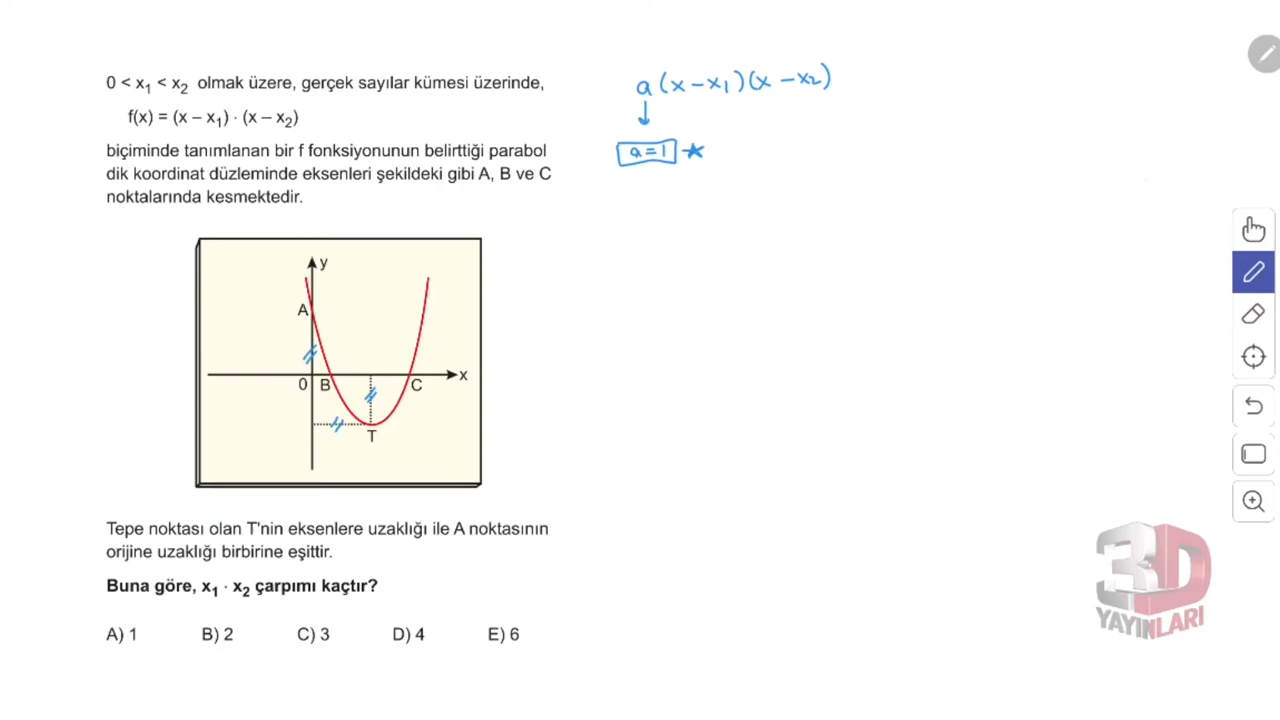 0 < x₁ < x₂ olmak üzere, gerçek sayılar kümesi üzerinde,
f(x) = (x – x₁) · (x – x₂)
biçiminde tanımlanan bir f fonksiyonunun belirttiği parabol
dik koordinat düzleminde eksenleri şekildeki gibi A, B ve C
noktalarında kesmektedir.
a(x-x₁)(x-x₂)
a=1
y
A
0 B C x
T
Tepe noktası olan T'nin eksenlere uzaklığı ile A noktasının
orijine uzaklığı birbirine eşittir.
Buna göre, x₁ · x₂ çarpımı kaçtır?
A) 1 B) 2 C) 3 D) 4 E) 6
3D
YAYINLARI